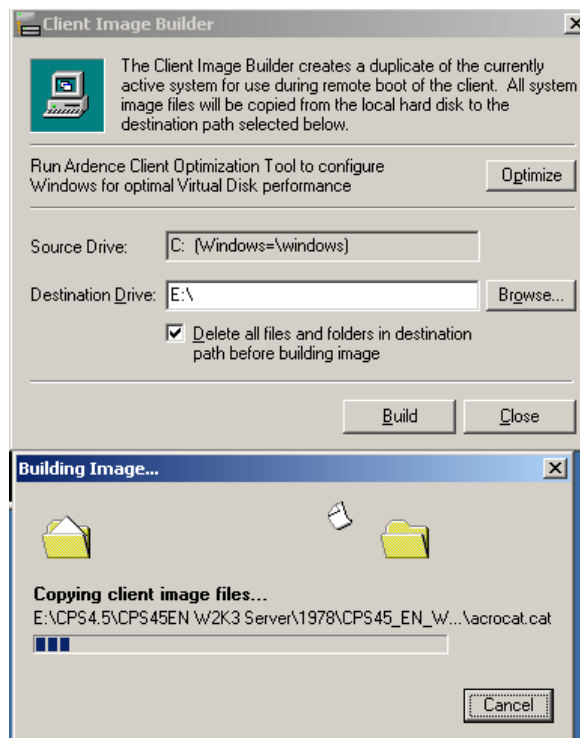 Client Image Builder
The Client Image Builder creates a duplicate of the currently
active system for use during remote boot of the client. All system
image files will be copied from the local hard disk to the
destination path selected below.
Run Ardence Client Optimization Tool to configure
Windows for optimal Virtual Disk performance
Optimize
Source Drive:
C: (Windows=\windows)
Destination Drive:
E:\
Browse...
Delete all files and folders in destination
path before building image
Build
Close
Building Image...
Copying client image files...
E:\CPS4.5\CPS45EN W2K3 Server\1978\CPS45_EN_W...\acrocat.cat
Cancel